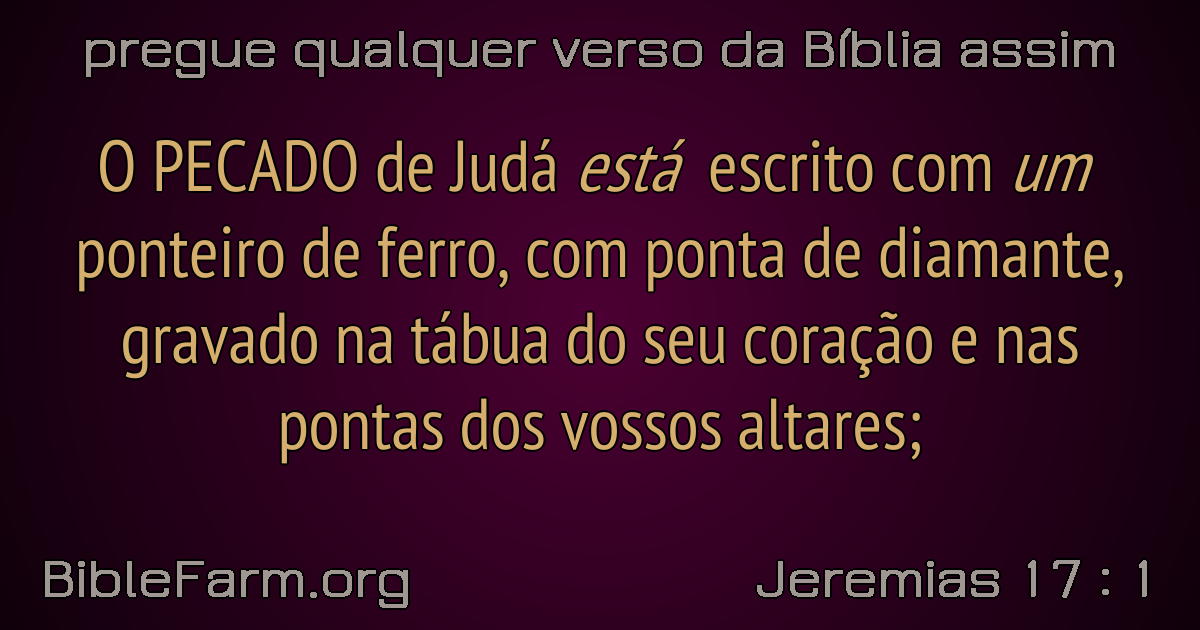 pregue qualquer verso da Bíblia assim
O PECADO de Judá está escrito com um
ponteiro de ferro, com ponta de diamante,
gravado na tábua do seu coração e nas
pontas dos vossos altares;
BibleFarm.org
Jeremias 17 : 1